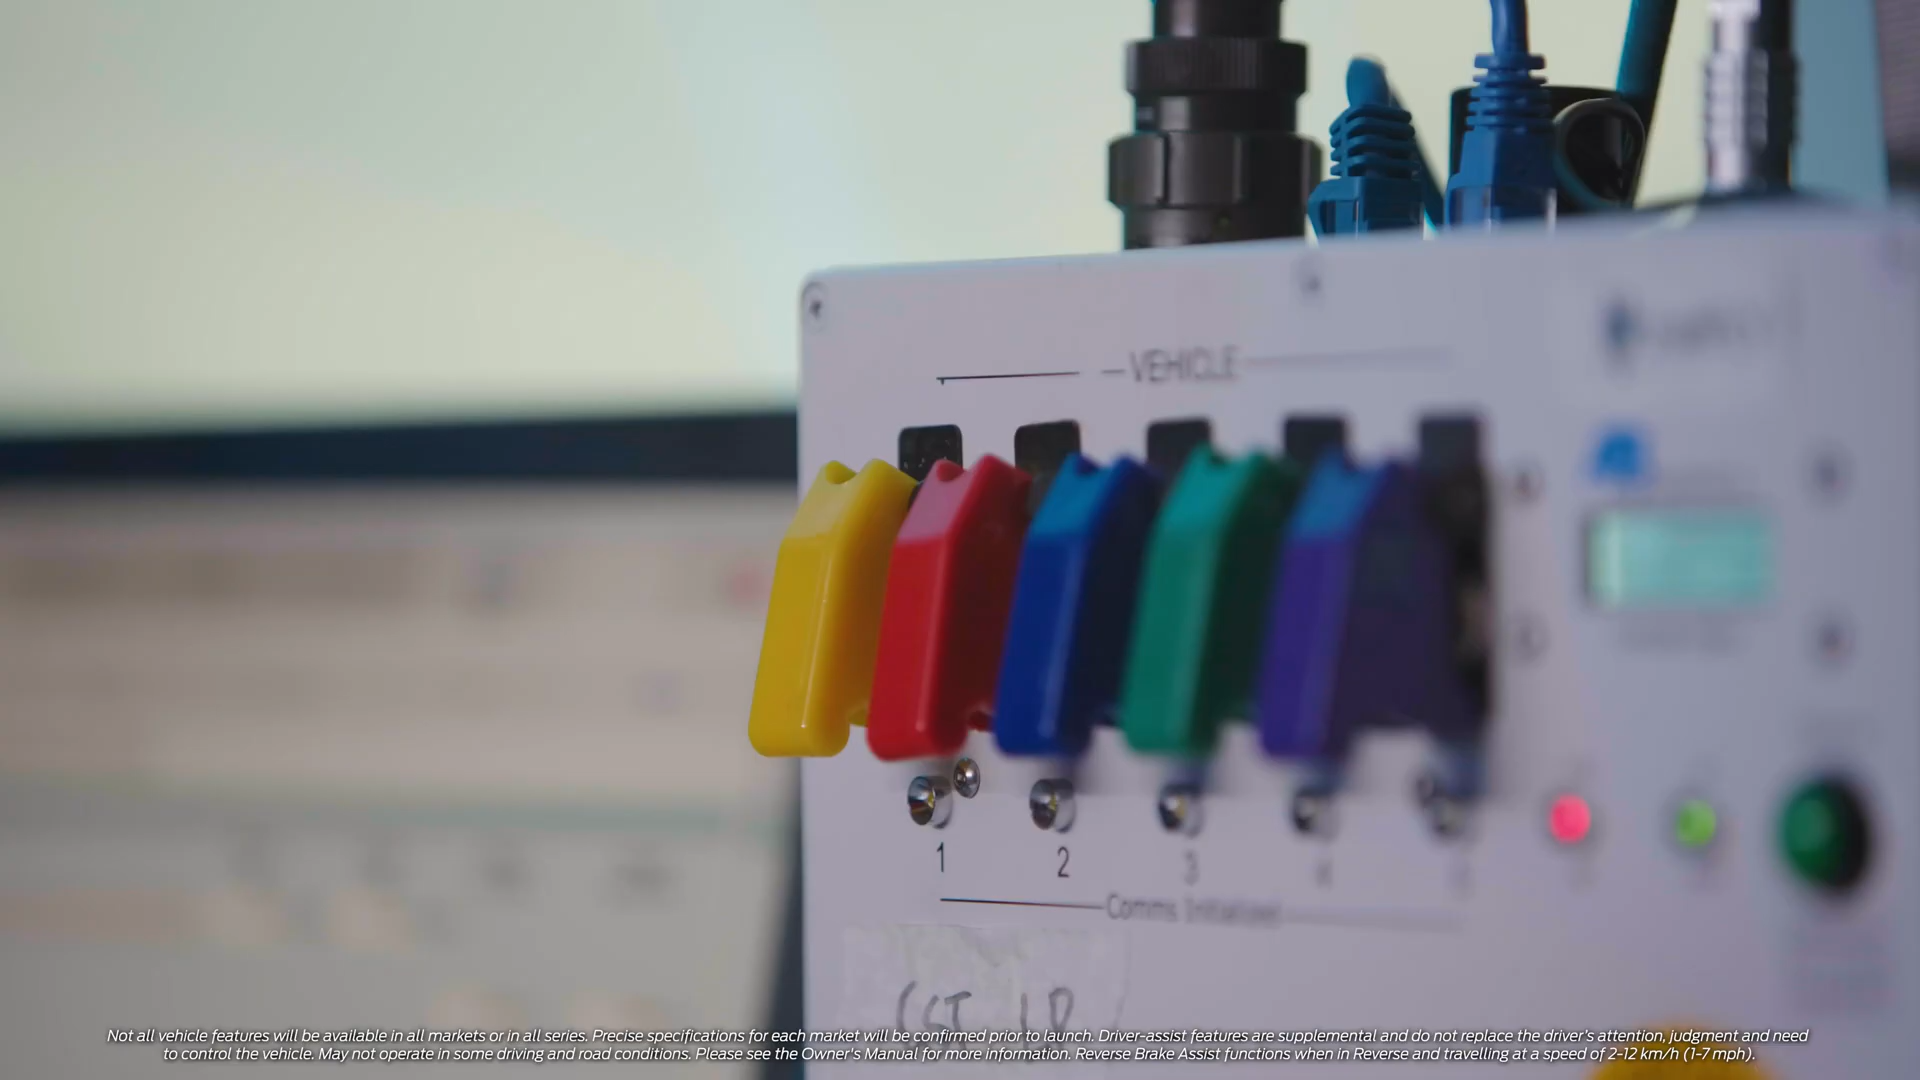 VEHICLE
1 2 3 4
Comms Initialized
Not all vehicle features will be available in all markets or in all series. Precise specifications for each market will be confirmed prior to launch. Driver-assist features are supplemental and do not replace the driver's attention, judgment and need
to control the vehicle. May not operate in some driving and road conditions. Please see the Owner's Manual for more information. Reverse Brake Assist functions when in Reverse and travelling at a speed of 2-12 km/h (1-7 mph).